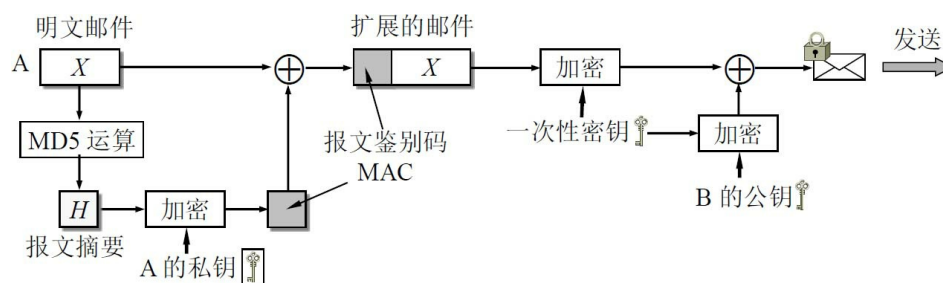 明文邮件
扩展的邮件
发送
A
X
X
加密
MD5 运算
报文鉴别码
MAC
一次性密钥
加密
H
加密
B 的公钥
报文摘要
A 的私钥